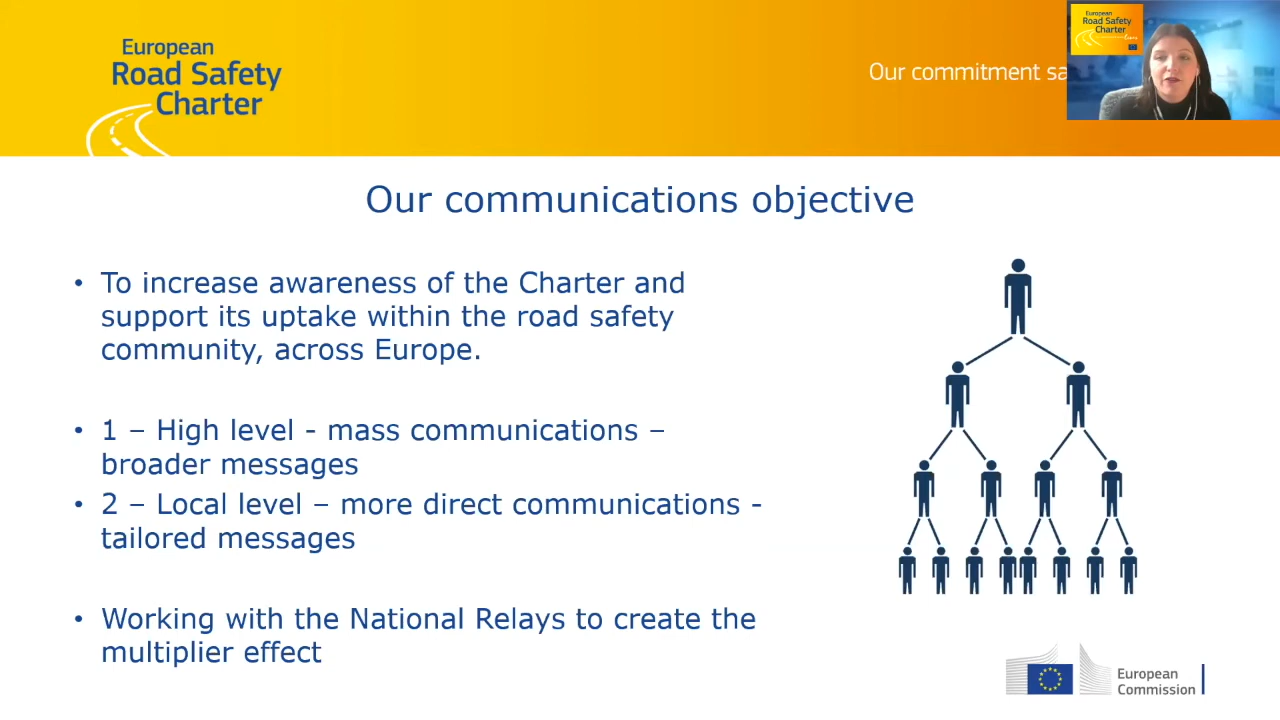 European
Road Safety
Charter
Our commitment
European
Road Safety
Charter
Our communications objective
• To increase awareness of the Charter and
support its uptake within the road safety
community, across Europe.
• 1 – High level - mass communications –
broader messages
• 2 – Local level – more direct communications -
tailored messages
• Working with the National Relays to create the
multiplier effect
European
Commission